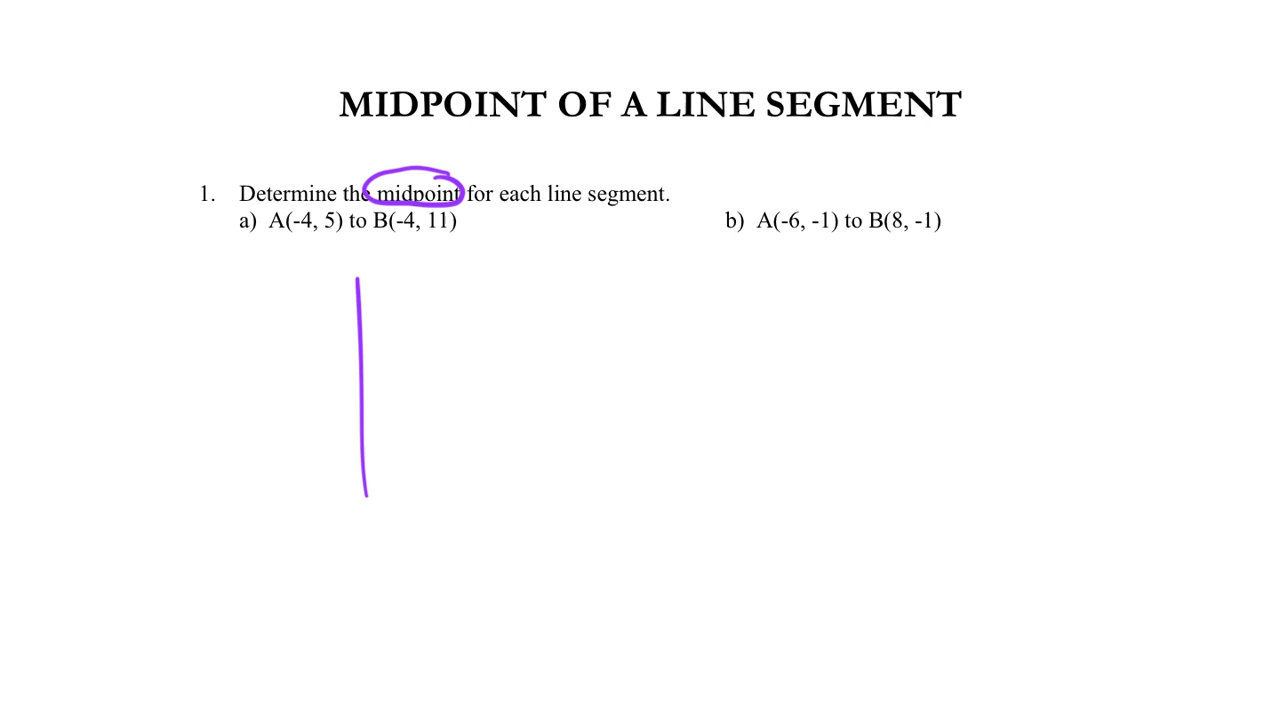 MIDPOINT OF A LINE SEGMENT
1. Determine the midpoint for each line segment.
a) A(-4, 5) to B(-4, 11) b) A(-6, -1) to B(8, -1)